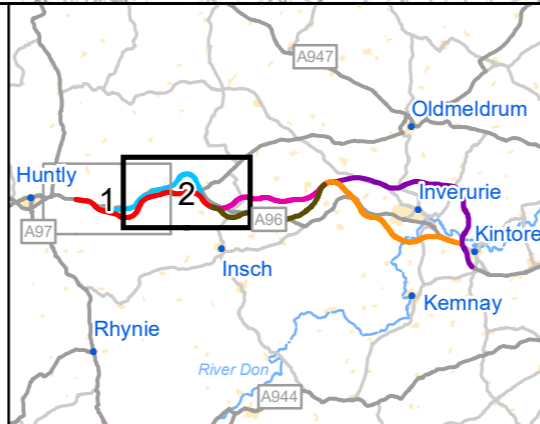 A947
Oldmeldrum
Huntly
1
2
Inverurie
A97
A96
Kintore
Insch
Kemnay
Rhynie
River Don
A944